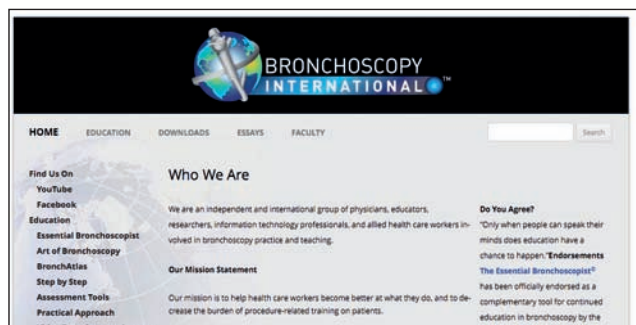 BRONCHOSCOPY
INTERNATIONAL™
HOME EDUCATION DOWNLOADS ESSAYS FACULTY
Search
Find Us On
YouTube
Facebook
Education
Essential Bronchoscopist
Art of Bronchoscopy
BronchAtlas
Step by Step
Assessment Tools
Practical Approach
Who We Are
We are an independent and international group of physicians, educators,
researchers, information technology professionals, and allied health care workers in-
volved in bronchoscopy practice and teaching.
Our Mission Statement
Our mission is to help health care workers become better at what they do, and to de-
crease the burden of procedure-related training on patients.
Do You Agree?
"Only when people can speak their
minds does education have a
chance to happen."Endorsements
The Essential Bronchoscopist®
has been officially endorsed as a
complementary tool for continued
education in bronchoscopy by the